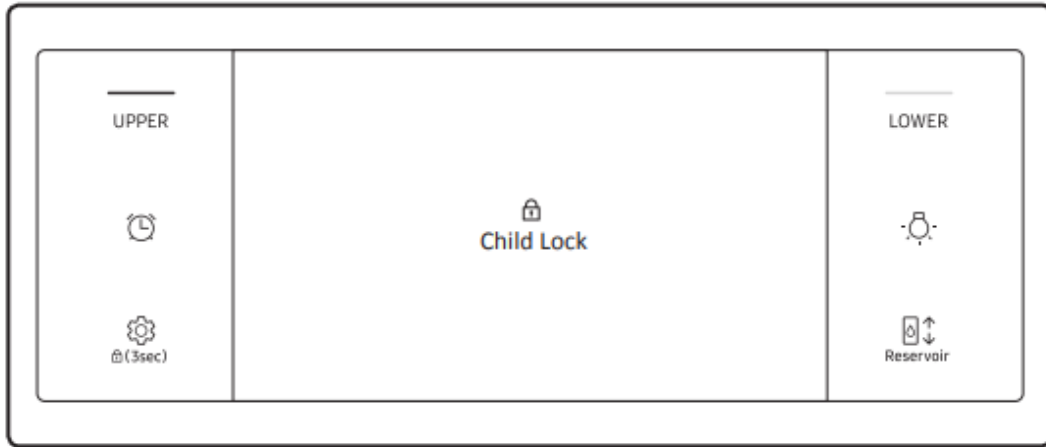 UPPER
LOWER
Child Lock
(3sec)
Reservoir